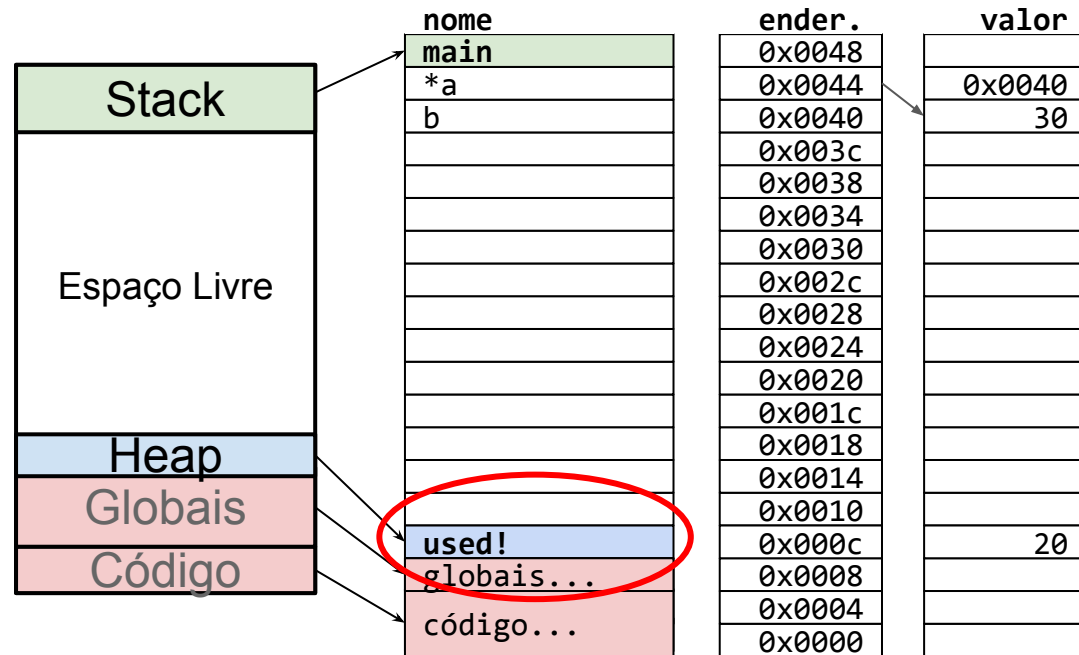 nome ender. valor
main 0x0048
*a 0x0044 0x0040
b 0x0040 30
0x003c
0x0038
0x0034
0x0030
0x002c
0x0028
0x0024
0x0020
0x001c
0x0018
0x0014
0x0010
used! 0x000c 20
globais... 0x0008
código... 0x0004
0x0000
Stack
Espaço Livre
Heap
Globais
Código